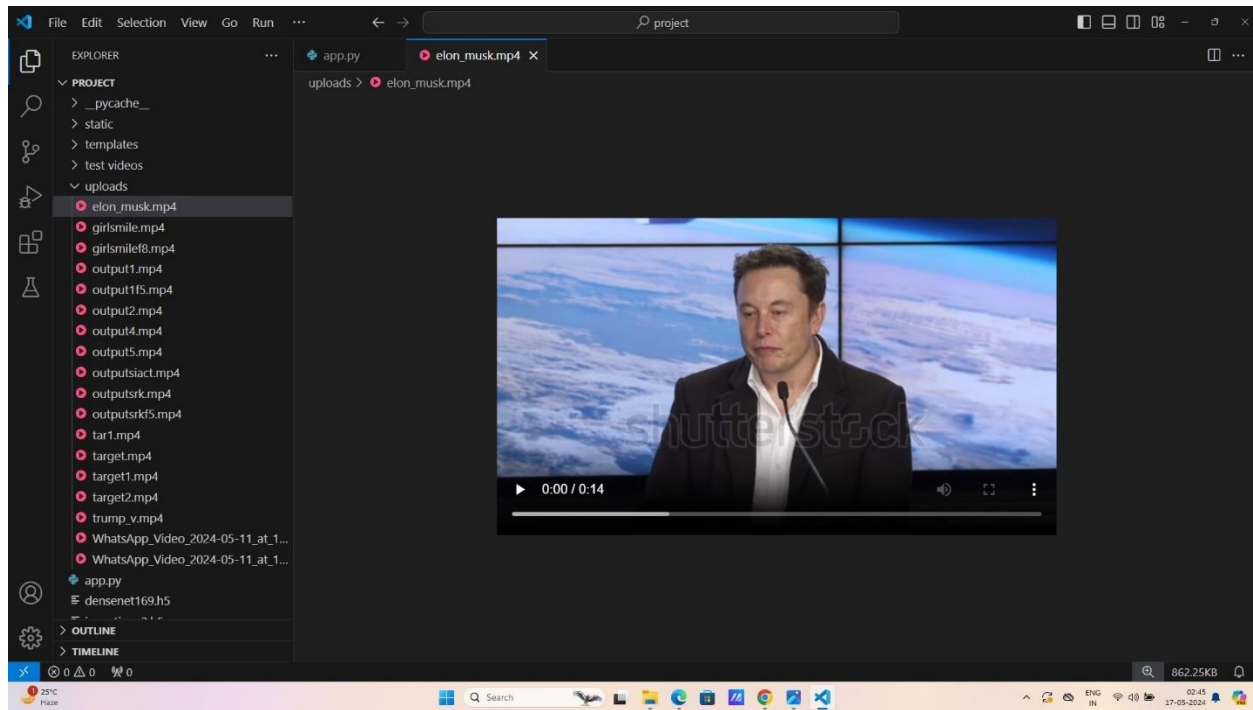 File Edit Selection View Go Run ···
project
EXPLORER ···
app.py
elon_musk.mp4
PROJECT
uploads > elon_musk.mp4
__pycache__
static
templates
test videos
uploads
elon_musk.mp4
girlsmile.mp4
girlsmilef8.mp4
output1.mp4
output1f5.mp4
output2.mp4
output4.mp4
output5.mp4
outputsiact.mp4
outputsrk.mp4
outputsrkf5.mp4
tar1.mp4
target.mp4
target1.mp4
target2.mp4
trump_v.mp4
WhatsApp_Video_2024-05-11_at_1...
WhatsApp_Video_2024-05-11_at_1...
app.py
densenet169.h5
OUTLINE
TIMELINE
shutterstock
0:00 / 0:14
0 0 0
862.25KB
1
25°C
Haze
Search
ENG
IN
02:45
17-05-2024